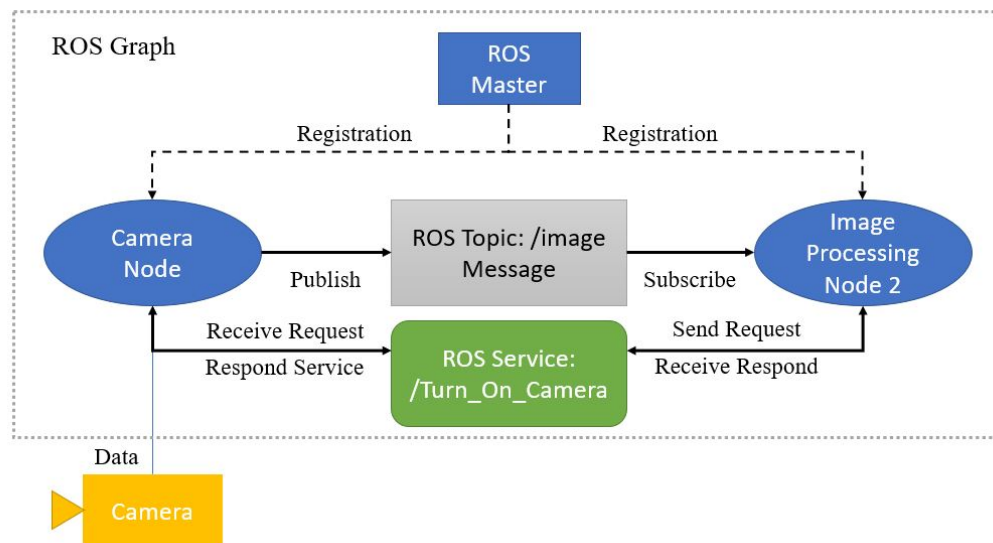 ROS Graph
ROS
Master
Registration
Registration
Camera
Node
Publish
ROS Topic: /image
Message
Subscribe
Image
Processing
Node 2
Receive Request
Respond Service
ROS Service:
/Turn_On_Camera
Send Request
Receive Respond
Data
Camera